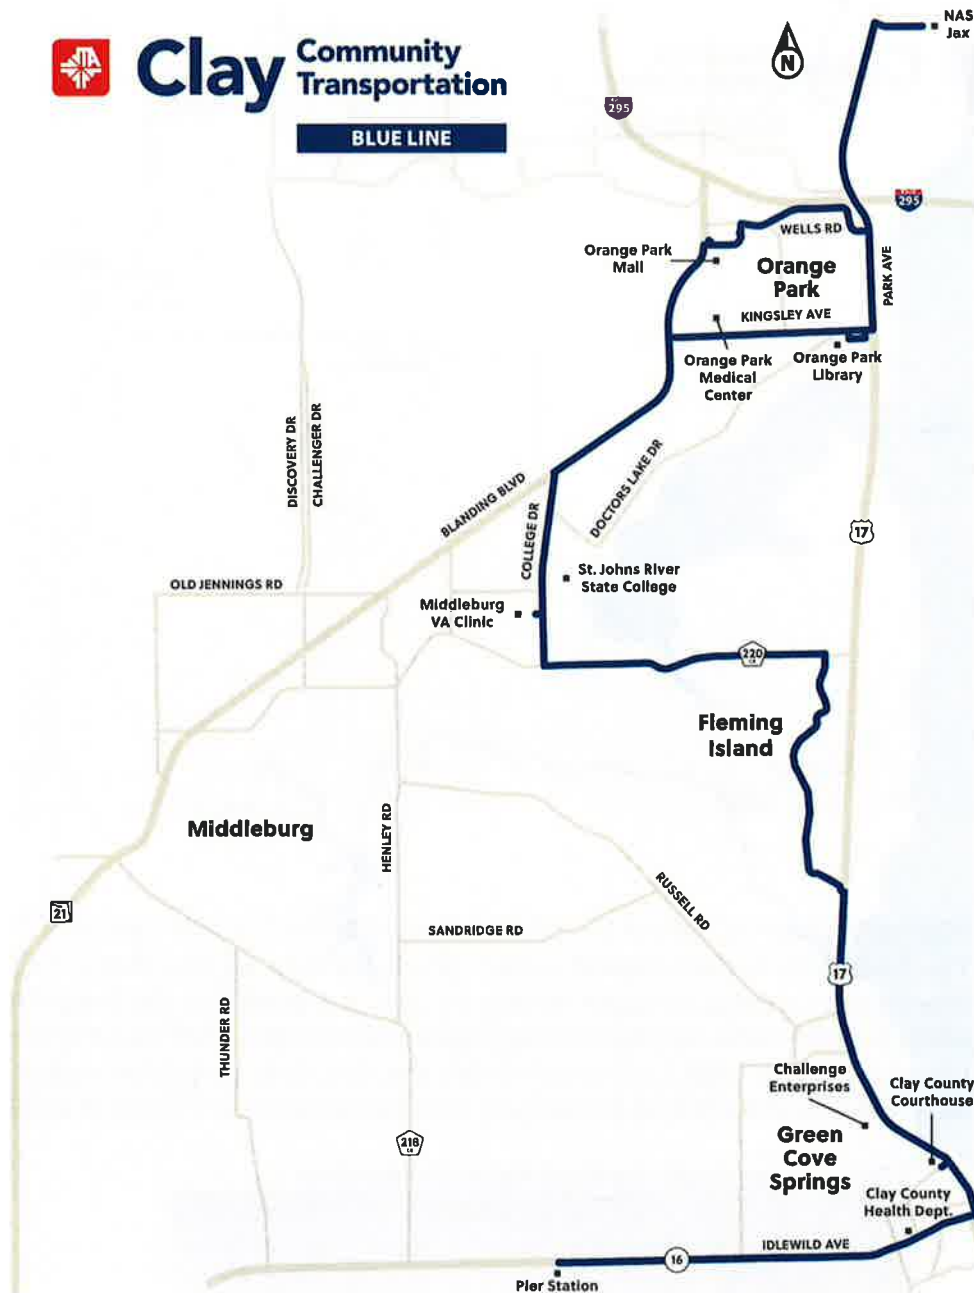 JTA
Clay
Community
Transportation
BLUE LINE
N
NAS
Jax
295
295
WELLS RD
Orange Park
Mall
Orange
Park
PARK AVE
KINGSLEY AVE
Orange Park
Medical
Center
Orange Park
Library
DISCOVERY DR
CHALLENGER DR
BLANDING BLVD
COLLEGE DR
DOCTORS LAKE DR
17
OLD JENNINGS RD
St. Johns River
State College
Middleburg
VA Clinic
220
CR
Fleming
Island
Middleburg
HENLEY RD
RUSSELL RD
21
SANDRIDGE RD
17
THUNDER RD
Challenge
Enterprises
Clay County
Courthouse
218
CR
Green
Cove
Springs
Clay County
Health Dept.
IDLEWILD AVE
16
Pier Station